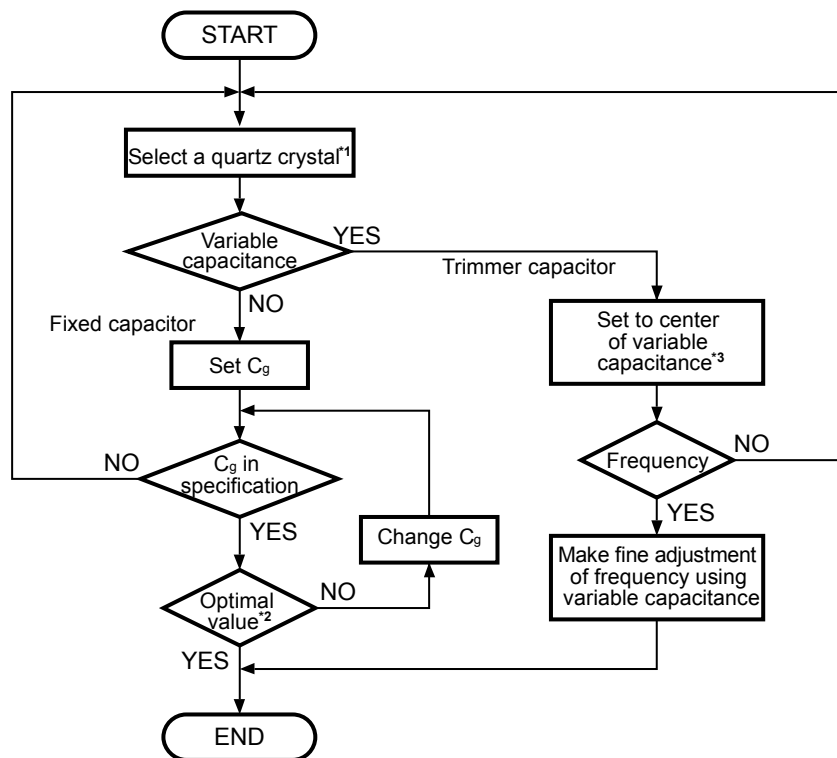 START
Select a quartz crystal*1
Variable
capacitance
YES
Trimmer capacitor
NO
Fixed capacitor
Set Cg
Set to center
of variable
capacitance*3
Cg in
specification
NO
YES
Change Cg
Frequency
NO
YES
Optimal
value*2
NO
YES
Make fine adjustment
of frequency using
variable capacitance
END